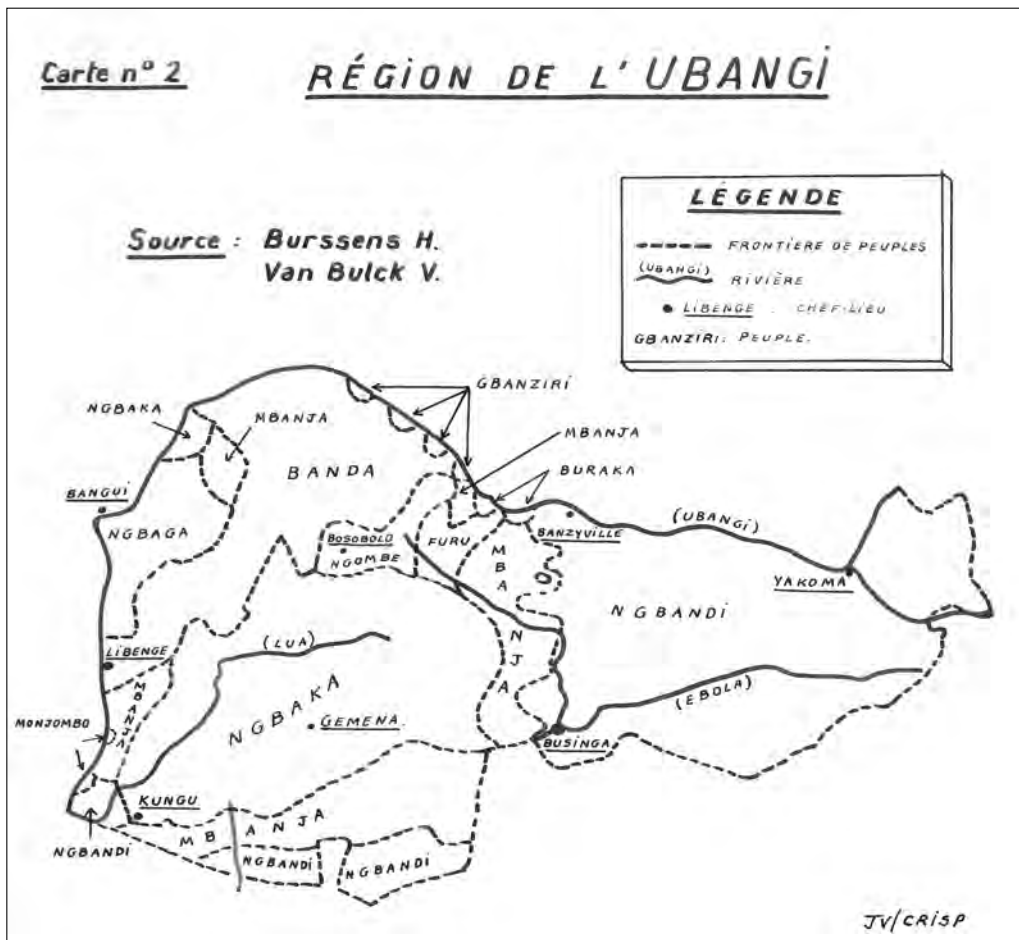 Carte n° 2
RÉGION DE L'UBANGI
Source : Burssens H.
Van Bulck V.
LÉGENDE
FRONTIÈRE DE PEUPLES
(UBANGI) RIVIÈRE
LIBENGE : CHEF-LIEU
GBANZIRI: PEUPLE.
GBANZIRI
NGBAKA
MBANJA
MBANJA
BANDA
BURAKA
BANGUI
NGBAGA
BOSOBOLO
NGOMBE
FURU
MBANJA
BANZYVILLE
(UBANGI)
YAKOMA
NGBANDI
LIBENGE
(LUA)
MBANJA
NGBAKA
GEMENA
(EBOLA)
MONJOMBO
BUSINGA
KUNGU
MBANJA
NGBANDI
NGBANDI
NGBANDI
JV/CRISP